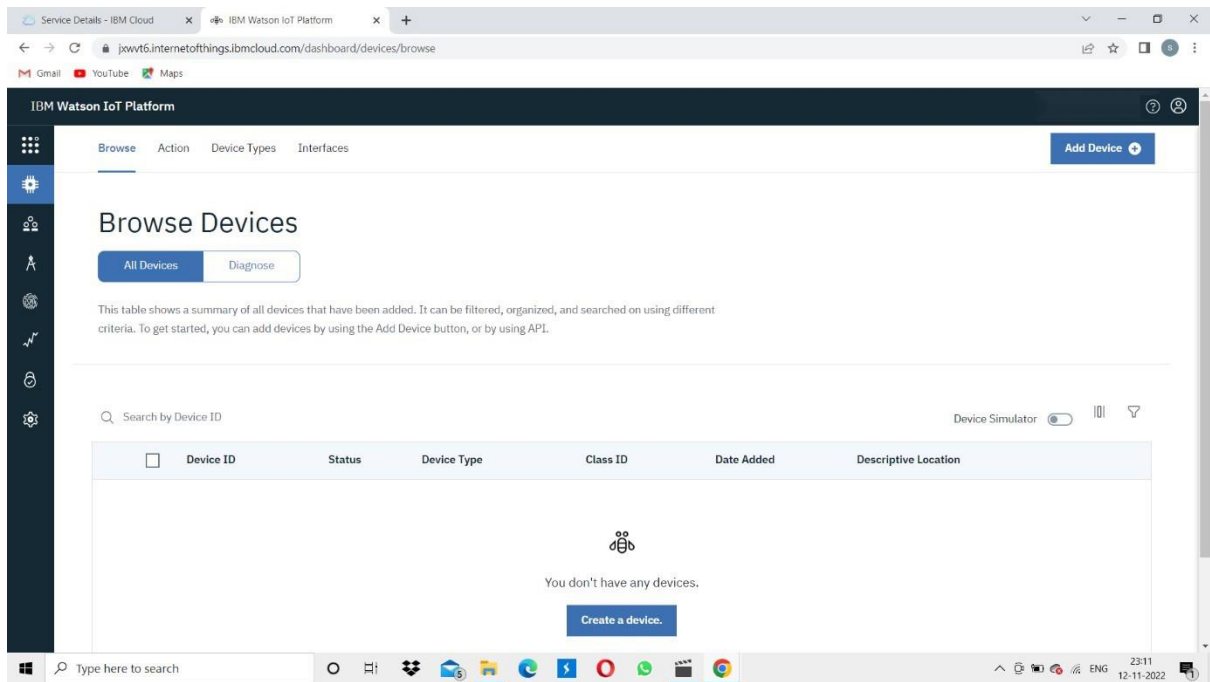 Service Details - IBM Cloud
IBM Watson IoT Platform
jxwvt6.internetofthings.ibmcloud.com/dashboard/devices/browse
S
Gmail YouTube Maps
IBM Watson IoT Platform
Browse Action Device Types Interfaces
Add Device
Browse Devices
All Devices Diagnose
This table shows a summary of all devices that have been added. It can be filtered, organized, and searched on using different
criteria. To get started, you can add devices by using the Add Device button, or by using API.
Search by Device ID
Device Simulator
Device ID Status Device Type Class ID Date Added Descriptive Location
You don't have any devices.
Create a device.
Type here to search
5
ENG
23:11
12-11-2022
1